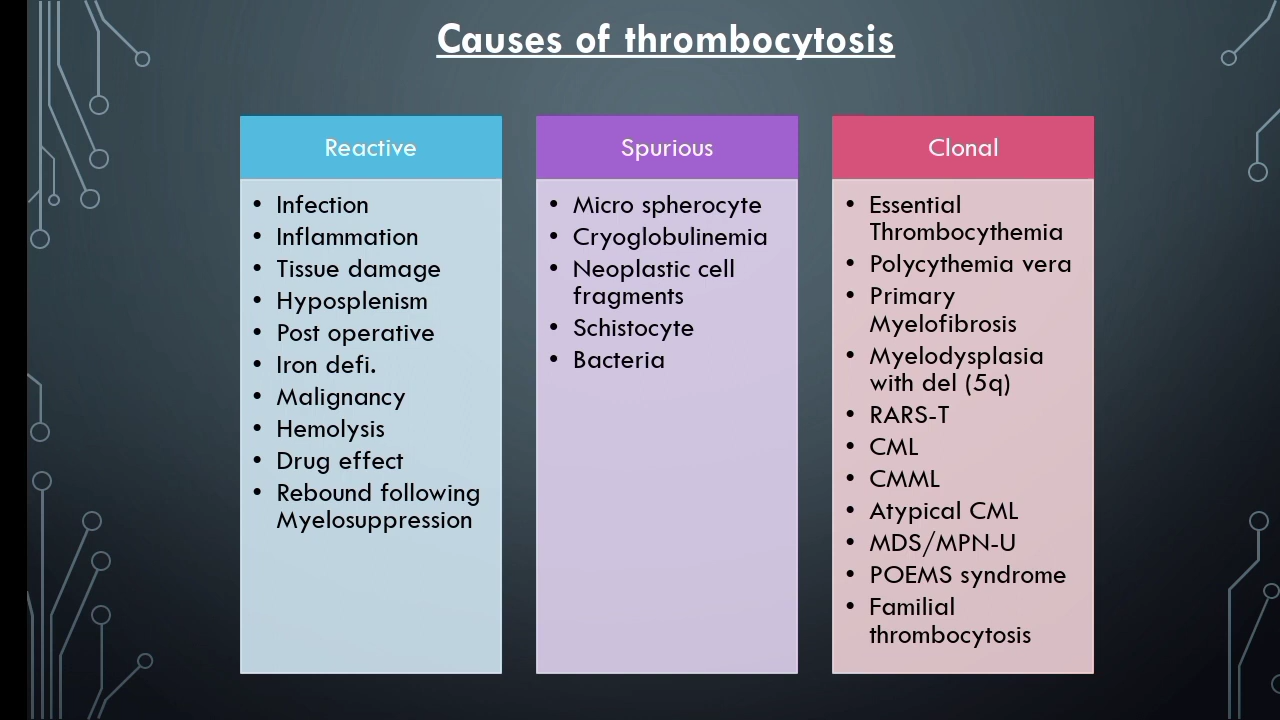 Causes of thrombocytosis
Reactive
• Infection
• Inflammation
• Tissue damage
• Hyposplenism
• Post operative
• Iron defi.
• Malignancy
• Hemolysis
• Drug effect
• Rebound following
Myelosuppression
Spurious
• Micro spherocyte
• Cryoglobulinemia
• Neoplastic cell
fragments
• Schistocyte
• Bacteria
Clonal
• Essential
Thrombocythemia
• Polycythemia vera
• Primary
Myelofibrosis
• Myelodysplasia
with del (5q)
• RARS-T
• CML
• CMML
• Atypical CML
• MDS/MPN-U
• POEMS syndrome
• Familial
thrombocytosis